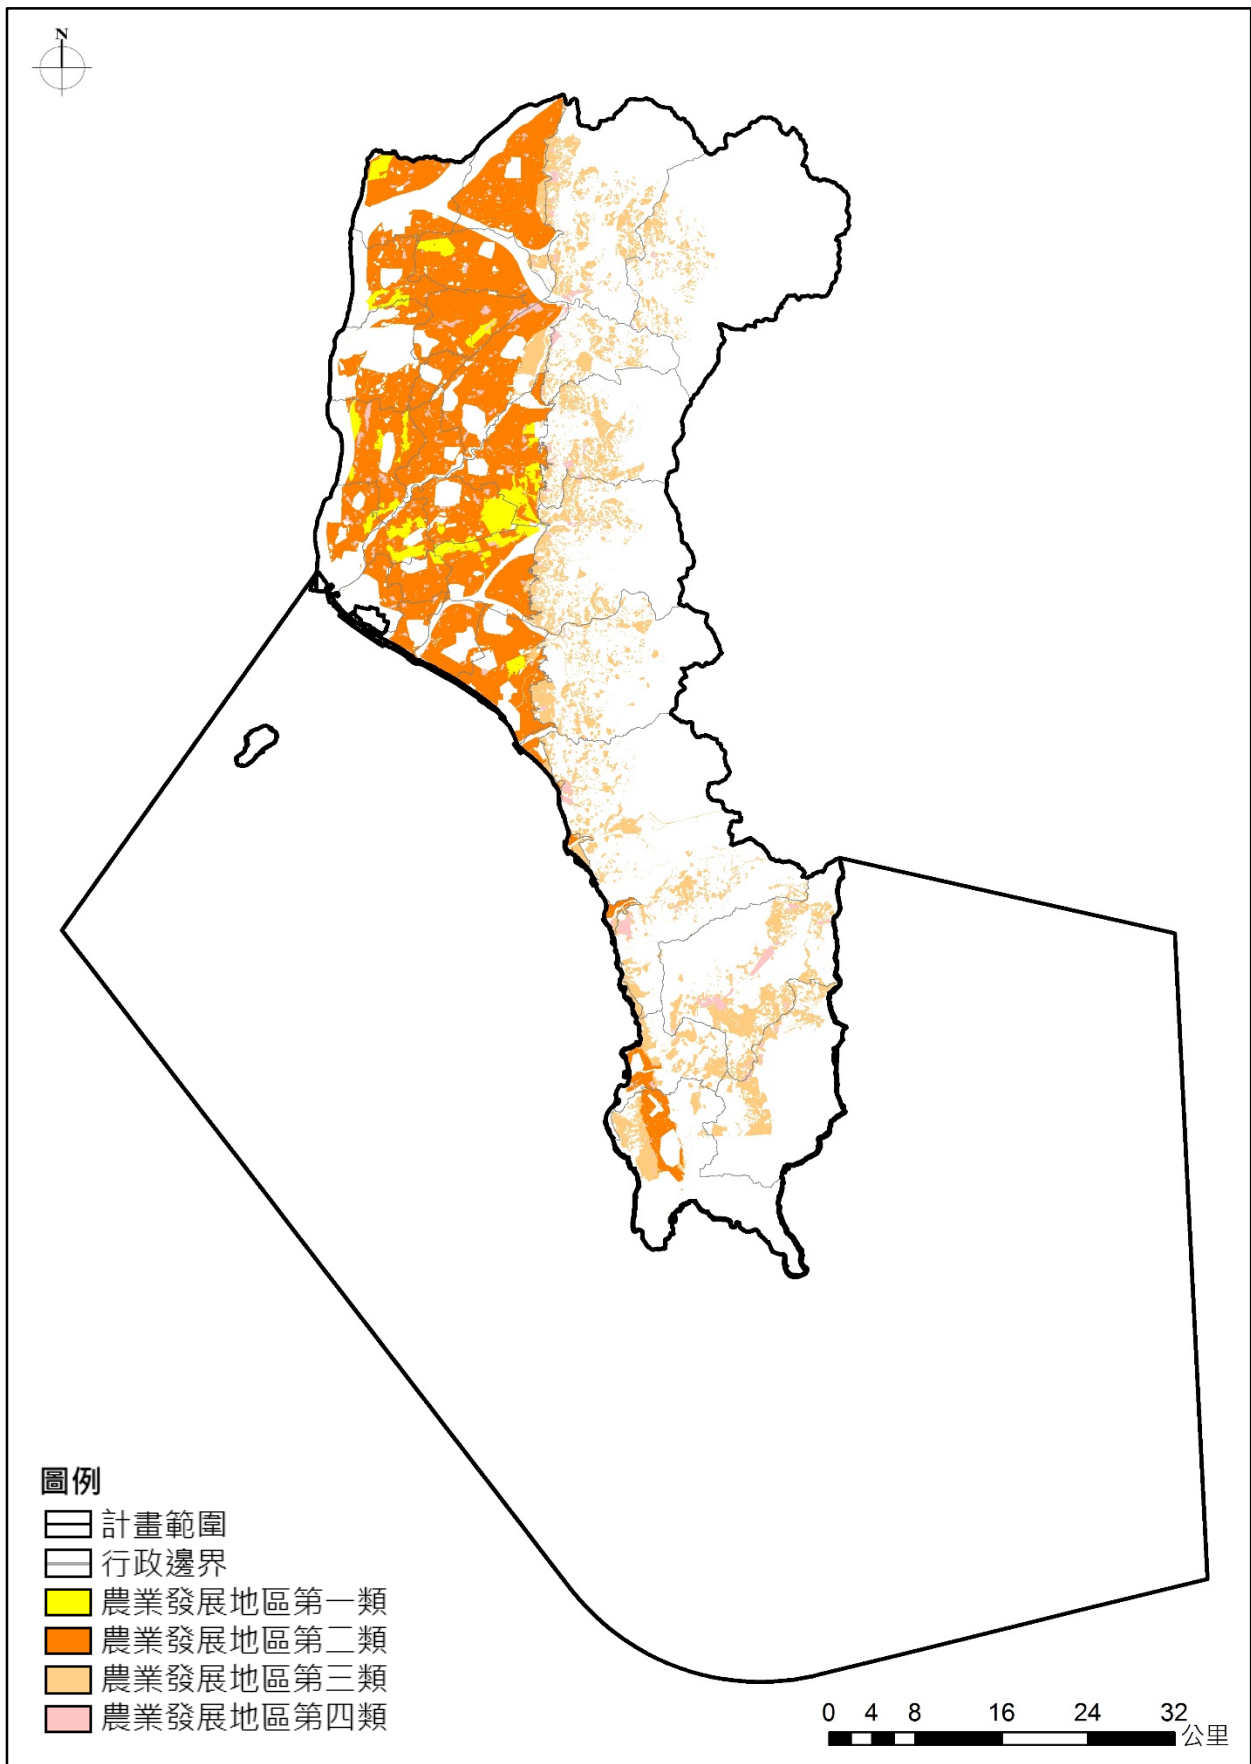 N
圖例
計畫範圍
行政邊界
農業發展地區第一類
農業發展地區第二類
農業發展地區第三類
農業發展地區第四類
0 4 8 16 24 32
公里